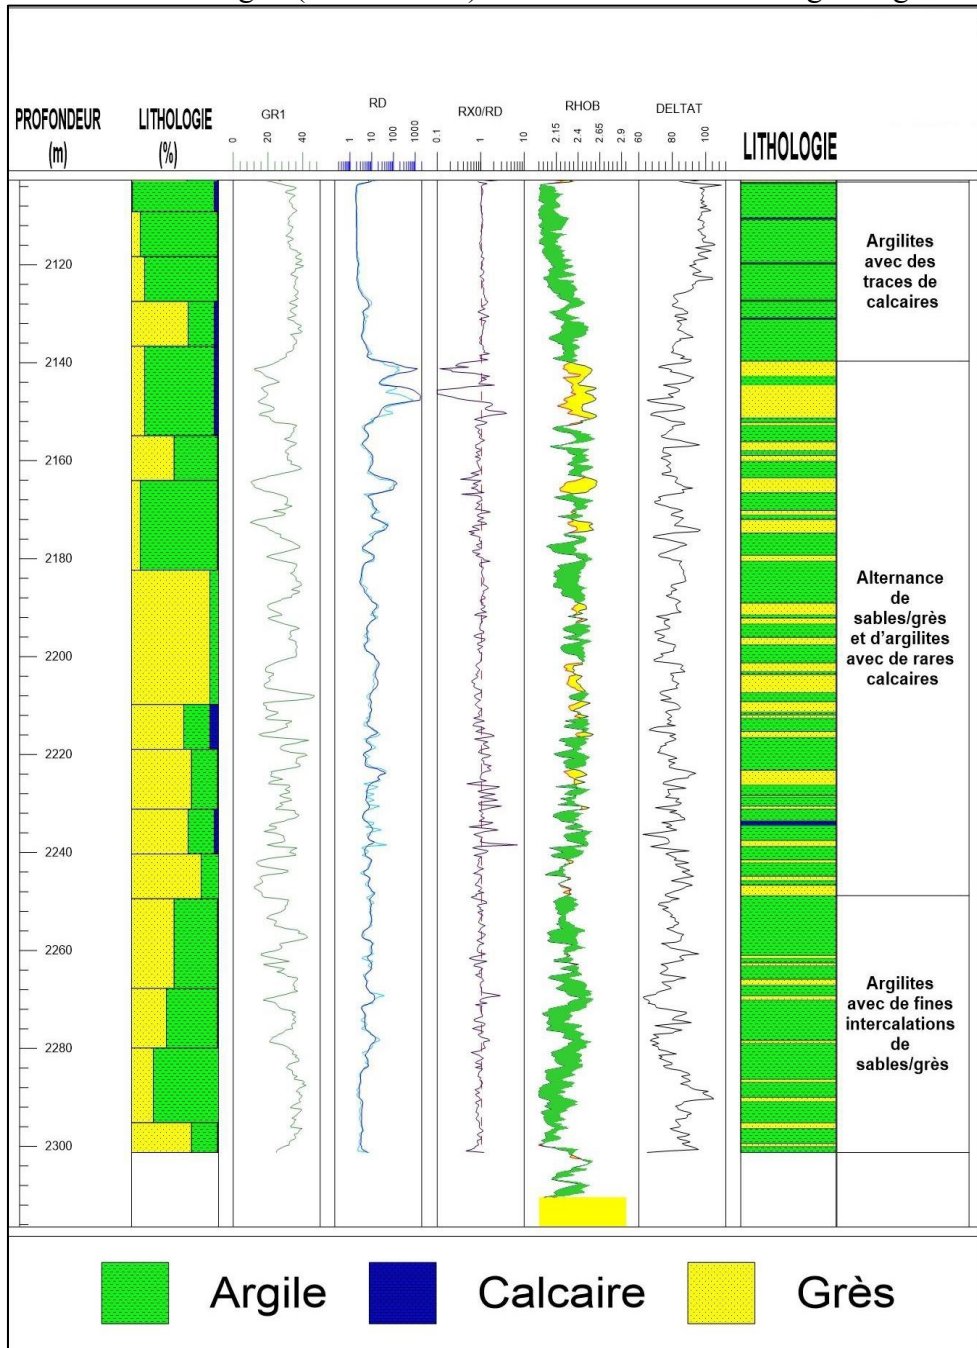 PROFONDEUR
(m)
LITHOLOGIE
(%)
GR1
0 20 40
RD
1 10 100 1000
RX0/RD
0.1 1 10
RHOB
2.15 2.4 2.65 2.9
DELTAT
60 80 100
LITHOLOGIE
2120
2140
2160
2180
2200
2220
2240
2260
2280
2300
Argilites
avec des
traces de
calcaires
Alternance
de
sables/grès
et d'argilites
avec de rares
calcaires
Argilites
avec de fines
intercalations
de
sables/grès
Argile
Calcaire
Grès